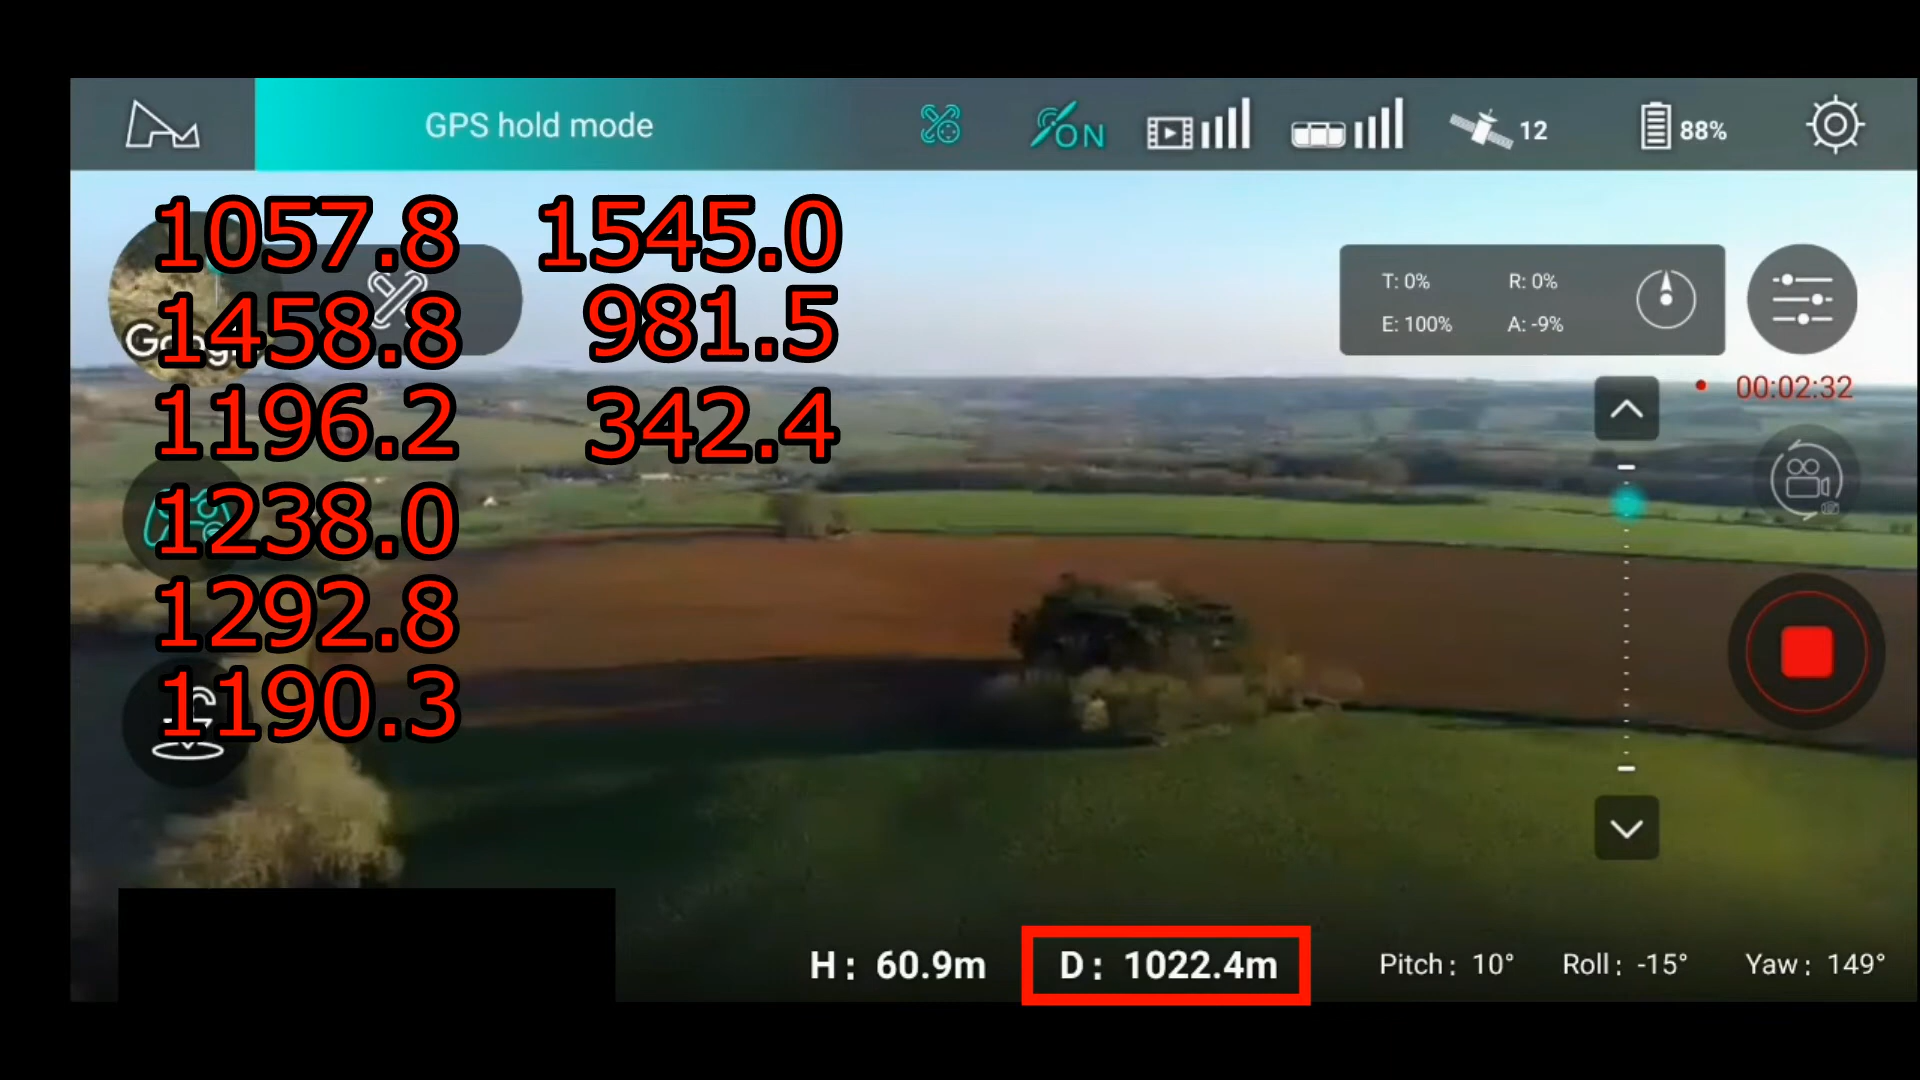 GPS hold mode
ON
12
88%
1057.8
1458.8
1196.2
1238.0
1292.8
1190.3
1545.0
981.5
342.4
T: 0% R: 0%
E: 100% A: -9%
00:02:32
H: 60.9m D: 1022.4m Pitch: 10° Roll: -15° Yaw: 149°